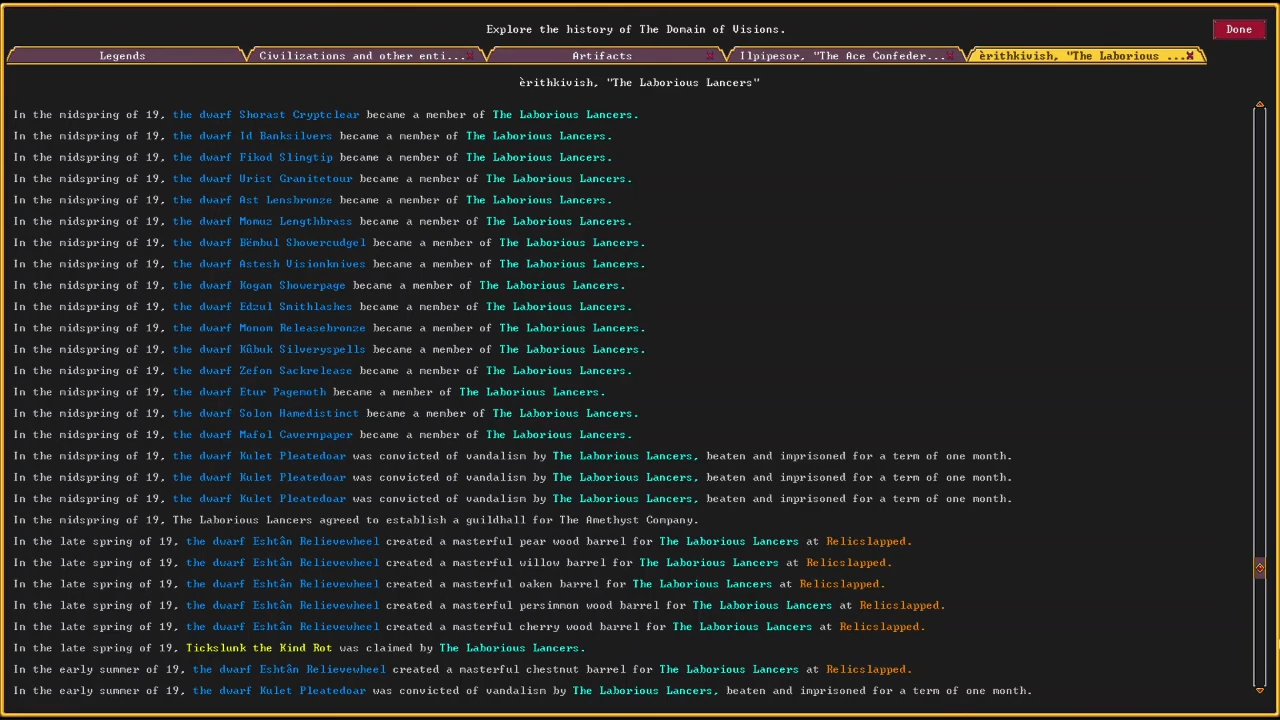 Explore the history of The Domain of Visions.
Done
Legends
Civilizations and other enti...
Artifacts
Ilpipesor, "The Ace Confeder...
èrithkivish, "The Laborious ...
èrithkivish, "The Laborious Lancers"
In the midspring of 19, the dwarf Shorast Cryptclear became a member of The Laborious Lancers.
In the midspring of 19, the dwarf Id Banksilvers became a member of The Laborious Lancers.
In the midspring of 19, the dwarf Fikod Slingtip became a member of The Laborious Lancers.
In the midspring of 19, the dwarf Urist Granitetour became a member of The Laborious Lancers.
In the midspring of 19, the dwarf Ast Lensbronze became a member of The Laborious Lancers.
In the midspring of 19, the dwarf Momuz Lengthbrass became a member of The Laborious Lancers.
In the midspring of 19, the dwarf Bëmbul Showercudgel became a member of The Laborious Lancers.
In the midspring of 19, the dwarf Astesh Visionknives became a member of The Laborious Lancers.
In the midspring of 19, the dwarf Kogan Showerpage became a member of The Laborious Lancers.
In the midspring of 19, the dwarf Edzul Smithlashes became a member of The Laborious Lancers.
In the midspring of 19, the dwarf Monom Releasebronze became a member of The Laborious Lancers.
In the midspring of 19, the dwarf Kûbuk Silveryspells became a member of The Laborious Lancers.
In the midspring of 19, the dwarf Zefon Sackrelease became a member of The Laborious Lancers.
In the midspring of 19, the dwarf Etur Pagemoth became a member of The Laborious Lancers.
In the midspring of 19, the dwarf Solon Hamedistinct became a member of The Laborious Lancers.
In the midspring of 19, the dwarf Mafol Cavernpaper became a member of The Laborious Lancers.
In the midspring of 19, the dwarf Kulet Pleatedoar was convicted of vandalism by The Laborious Lancers, beaten and imprisoned for a term of one month.
In the midspring of 19, the dwarf Kulet Pleatedoar was convicted of vandalism by The Laborious Lancers, beaten and imprisoned for a term of one month.
In the midspring of 19, the dwarf Kulet Pleatedoar was convicted of vandalism by The Laborious Lancers, beaten and imprisoned for a term of one month.
In the midspring of 19, The Laborious Lancers agreed to establish a guildhall for The Amethyst Company.
In the late spring of 19, the dwarf Eshtân Relievewheel created a masterful pear wood barrel for The Laborious Lancers at Relicslapped.
In the late spring of 19, the dwarf Eshtân Relievewheel created a masterful willow barrel for The Laborious Lancers at Relicslapped.
In the late spring of 19, the dwarf Eshtân Relievewheel created a masterful oaken barrel for The Laborious Lancers at Relicslapped.
In the late spring of 19, the dwarf Eshtân Relievewheel created a masterful persimmon wood barrel for The Laborious Lancers at Relicslapped.
In the late spring of 19, the dwarf Eshtân Relievewheel created a masterful cherry wood barrel for The Laborious Lancers at Relicslapped.
In the late spring of 19, Tickslunk the Kind Rot was claimed by The Laborious Lancers.
In the early summer of 19, the dwarf Eshtân Relievewheel created a masterful chestnut barrel for The Laborious Lancers at Relicslapped.
In the early summer of 19, the dwarf Kulet Pleatedoar was convicted of vandalism by The Laborious Lancers, beaten and imprisoned for a term of one month.